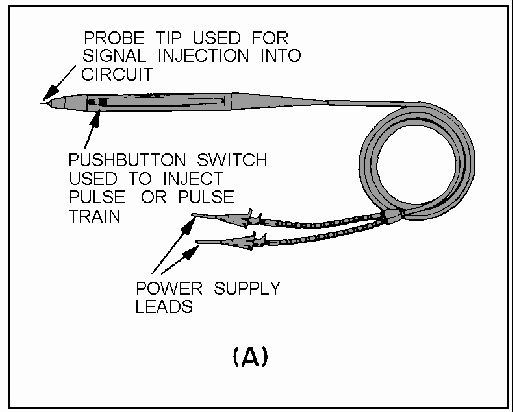 PROBE TIP USED FOR
SIGNAL INJECTION INTO
CIRCUIT
PUSHBUTTON SWITCH
USED TO INJECT
PULSE OR PULSE
TRAIN
POWER SUPPLY
LEADS
(A)